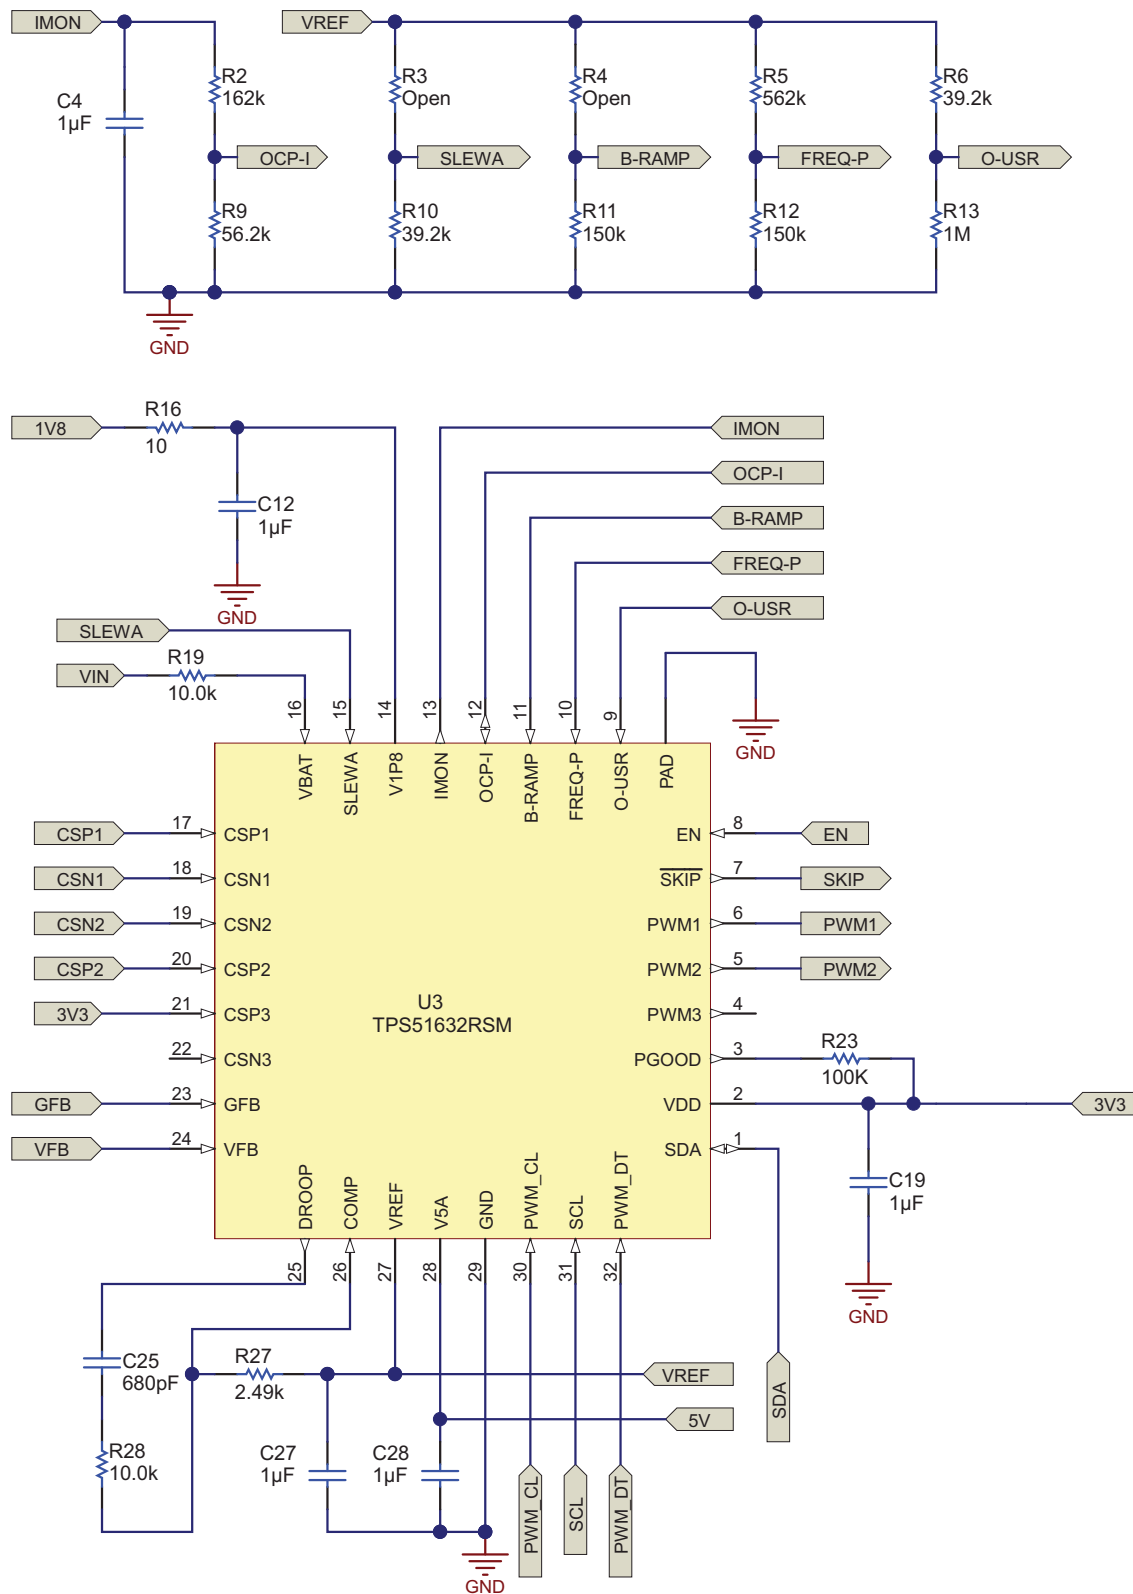 IMON
VREF
C4
1µF
R2
162k
R3
Open
R4
Open
R5
562k
R6
39.2k
OCP-I
SLEWA
B-RAMP
FREQ-P
O-USR
R9
56.2k
R10
39.2k
R11
150k
R12
150k
R13
1M
GND
1V8
R16
10
C12
1µF
GND
IMON
OCP-I
B-RAMP
FREQ-P
O-USR
SLEWA
VIN
R19
10.0k
GND
16
15
14
13
12
11
10
9
VBAT
SLEWA
V1P8
IMON
OCP-I
B-RAMP
FREQ-P
O-USR
PAD
CSP1
17
CSP1
CSN1
18
CSN1
CSN2
19
CSN2
CSP2
20
CSP2
3V3
21
CSP3
22
CSN3
GFB
23
GFB
VFB
24
VFB
U3
TPS51632RSM
EN
8
EN
SKIP
7
SKIP
PWM1
6
PWM1
PWM2
5
PWM2
PWM3
4
PGOOD
3
R23
100K
VDD
2
3V3
SDA
1
C19
1µF
GND
SDA
DROOP
COMP
VREF
V5A
GND
PWM_CL
SCL
PWM_DT
25
26
27
28
29
30
31
32
C25
680pF
R27
2.49k
R28
10.0k
C27
1µF
C28
1µF
VREF
5V
PWM_CL
SCL
PWM_DT
GND